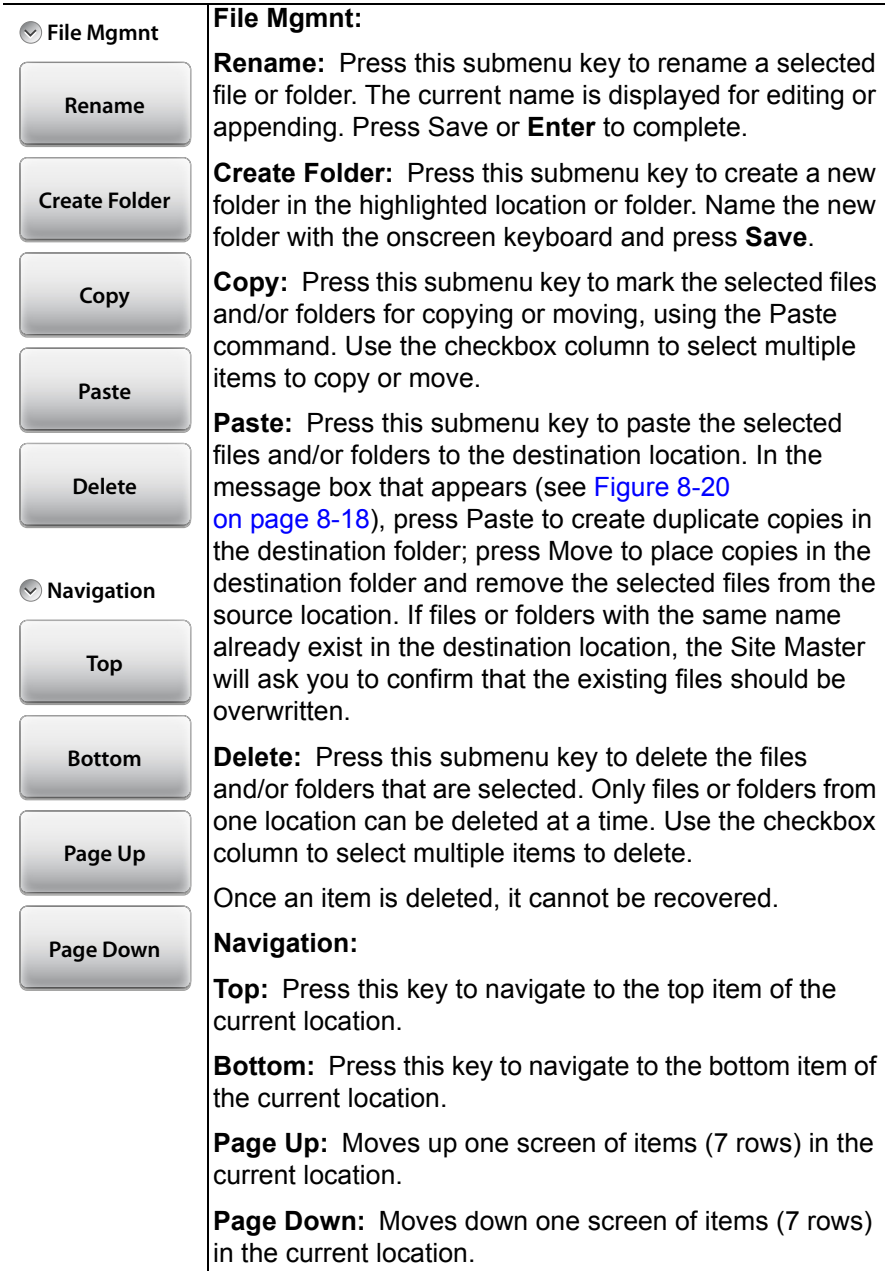 File Mgmnt
Rename
Create Folder
Copy
Paste
Delete
Navigation
Top
Bottom
Page Up
Page Down
File Mgmnt:
Rename: Press this submenu key to rename a selected
file or folder. The current name is displayed for editing or
appending. Press Save or Enter to complete.
Create Folder: Press this submenu key to create a new
folder in the highlighted location or folder. Name the new
folder with the onscreen keyboard and press Save.
Copy: Press this submenu key to mark the selected files
and/or folders for copying or moving, using the Paste
command. Use the checkbox column to select multiple
items to copy or move.
Paste: Press this submenu key to paste the selected
files and/or folders to the destination location. In the
message box that appears (see Figure 8-20
on page 8-18), press Paste to create duplicate copies in
the destination folder; press Move to place copies in the
destination folder and remove the selected files from the
source location. If files or folders with the same name
already exist in the destination location, the Site Master
will ask you to confirm that the existing files should be
overwritten.
Delete: Press this submenu key to delete the files
and/or folders that are selected. Only files or folders from
one location can be deleted at a time. Use the checkbox
column to select multiple items to delete.
Once an item is deleted, it cannot be recovered.
Navigation:
Top: Press this key to navigate to the top item of the
current location.
Bottom: Press this key to navigate to the bottom item of
the current location.
Page Up: Moves up one screen of items (7 rows) in the
current location.
Page Down: Moves down one screen of items (7 rows)
in the current location.